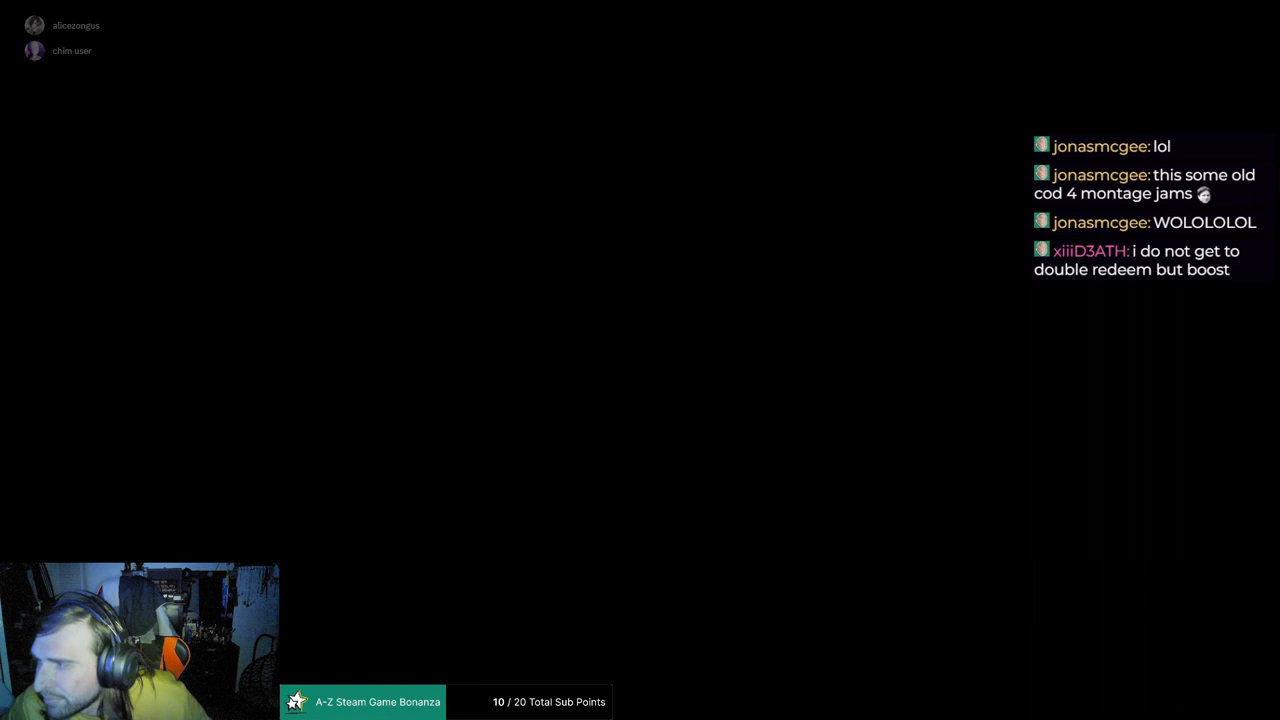 alicezongus
chim user
jonasmcgee: lol
jonasmcgee: this some old
cod 4 montage jams
jonasmcgee: WOLOLOLOL
xiiiD3ATH: i do not get to
double redeem but boost
A-Z Steam Game Bonanza 10 / 20 Total Sub Points